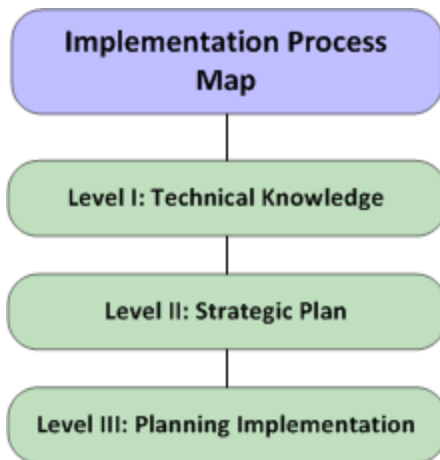 Implementation Process
Map
Level I: Technical Knowledge
Level II: Strategic Plan
Level III: Planning Implementation